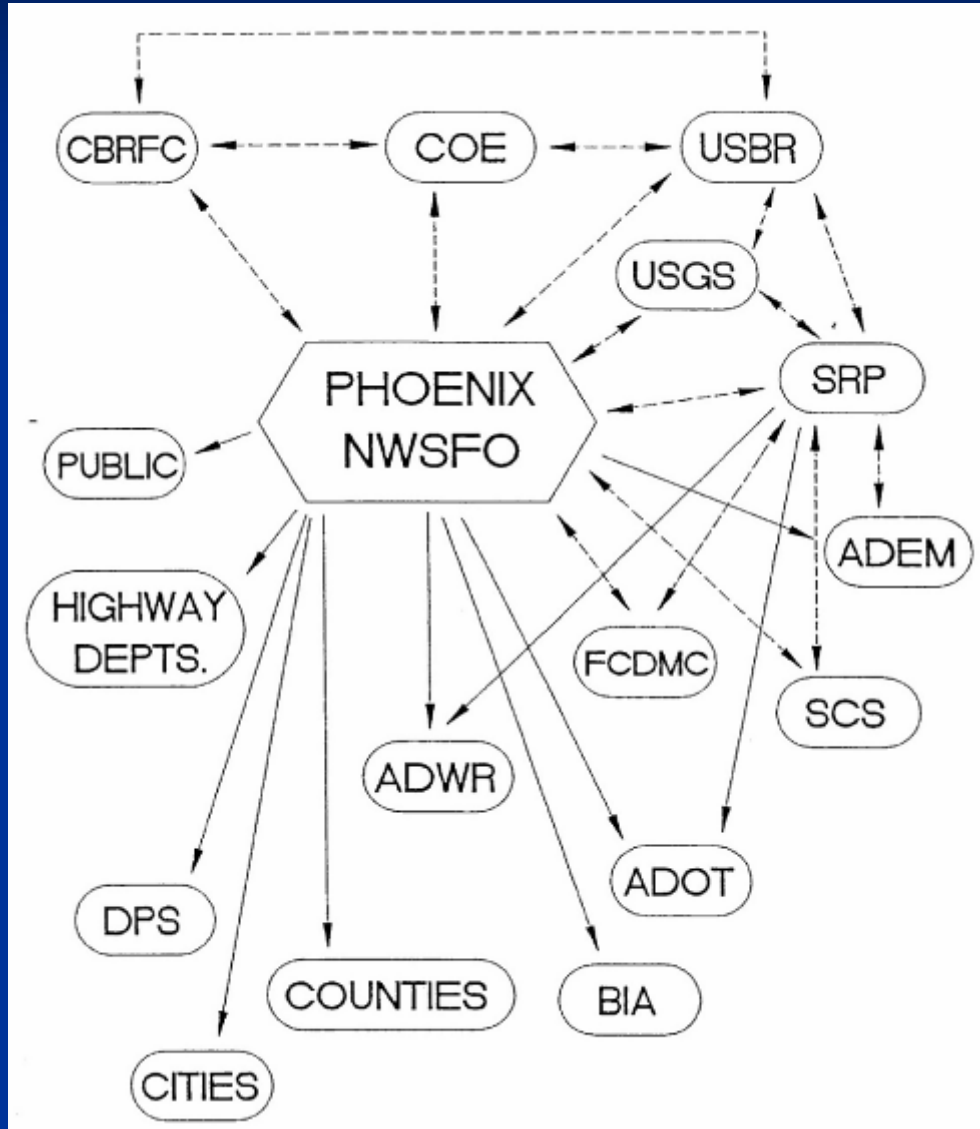 CBRFC
COE
USBR
USGS
PHOENIX
NWSFO
SRP
PUBLIC
ADEM
HIGHWAY
DEPTS.
FCDMC
SCS
ADWR
ADOT
DPS
COUNTIES
BIA
CITIES